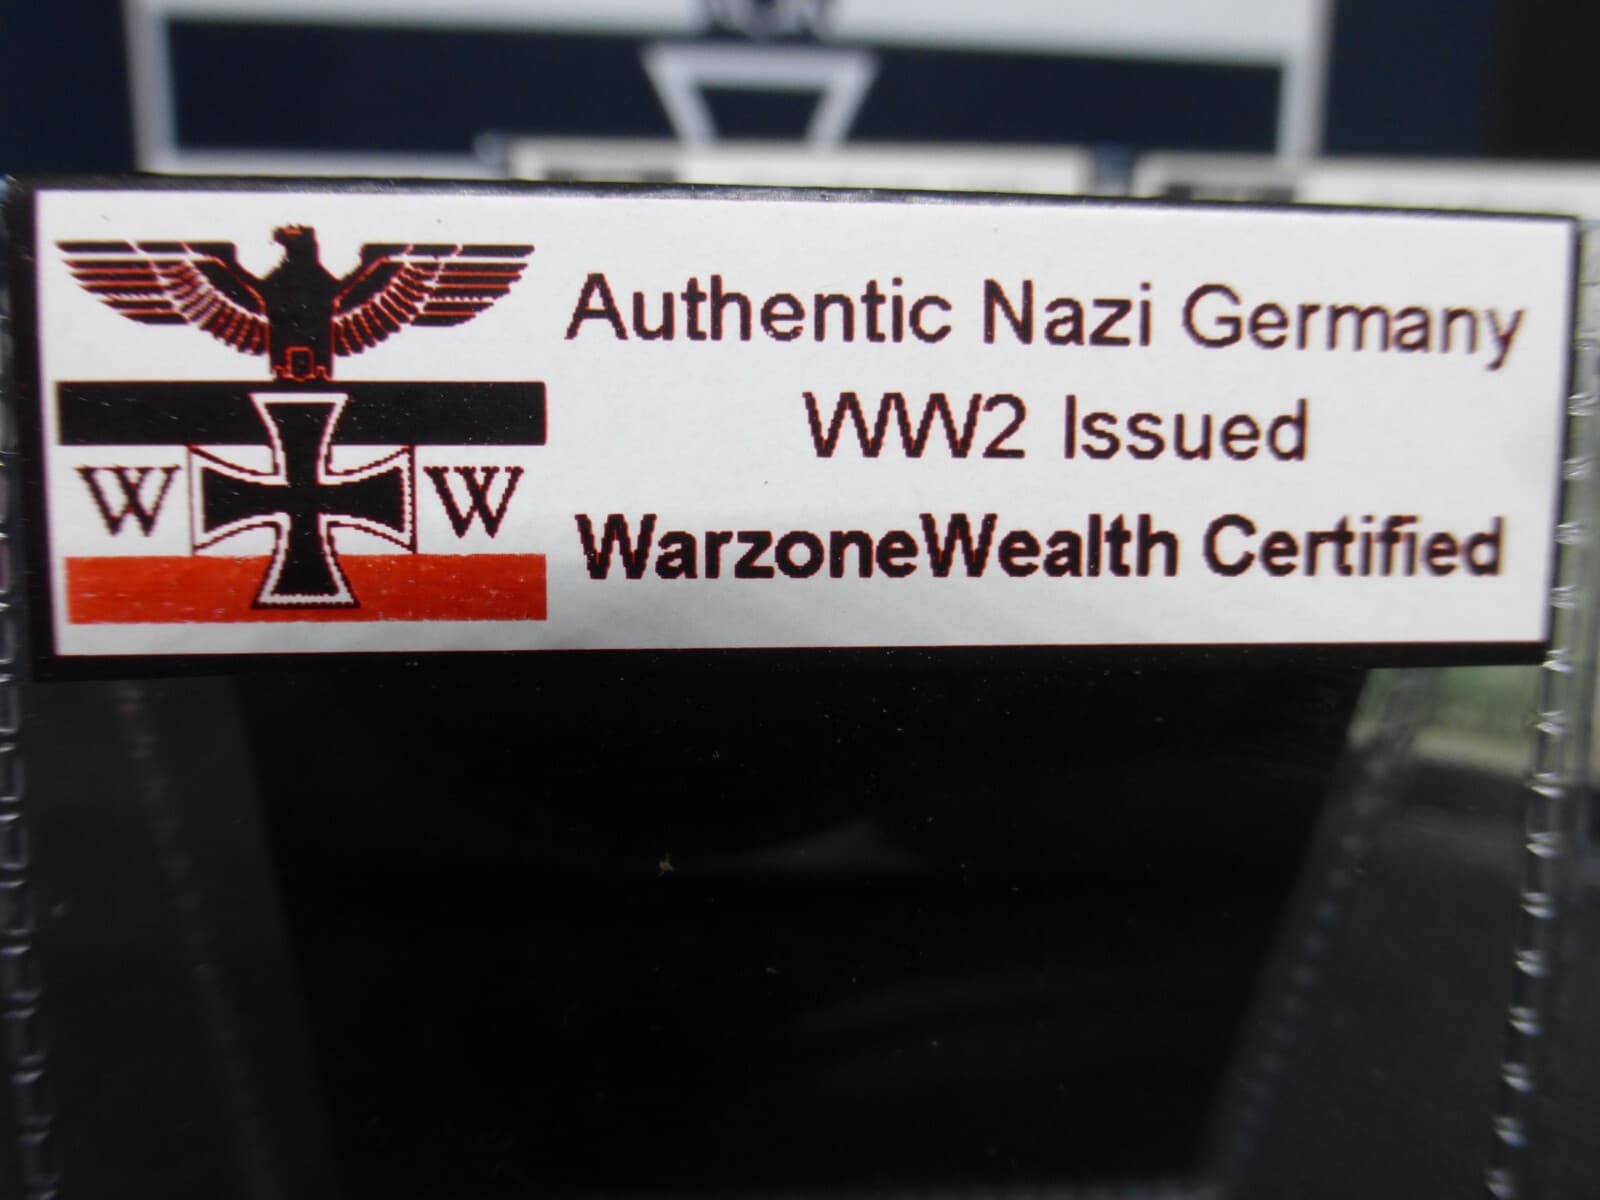 Authentic Nazi Germany
WW2 Issued
W W
WarzoneWealth Certified